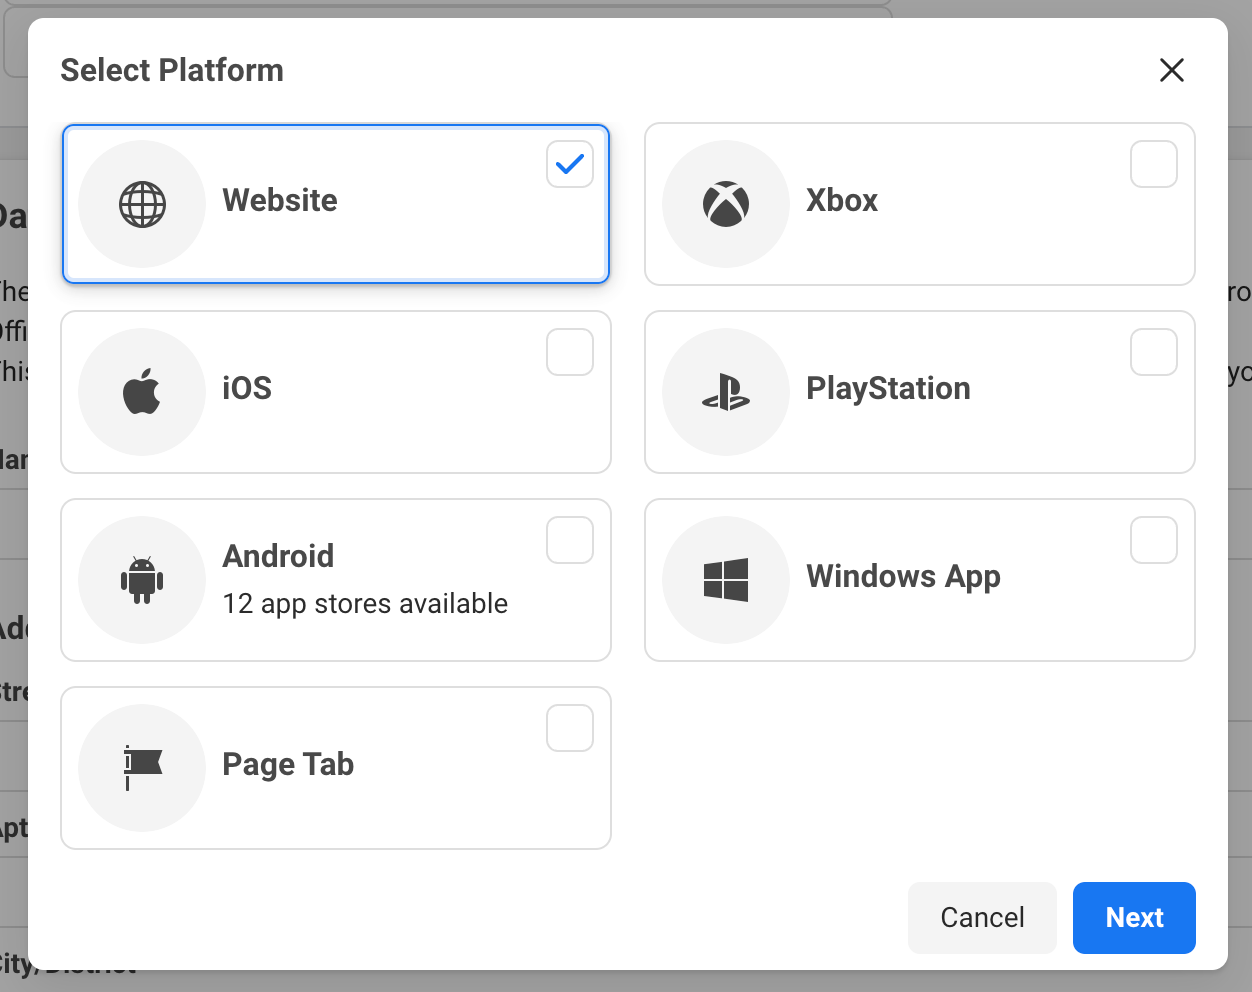 Select Platform
Website
Xbox
iOS
PlayStation
Android
12 app stores available
Windows App
Page Tab
Cancel
Next